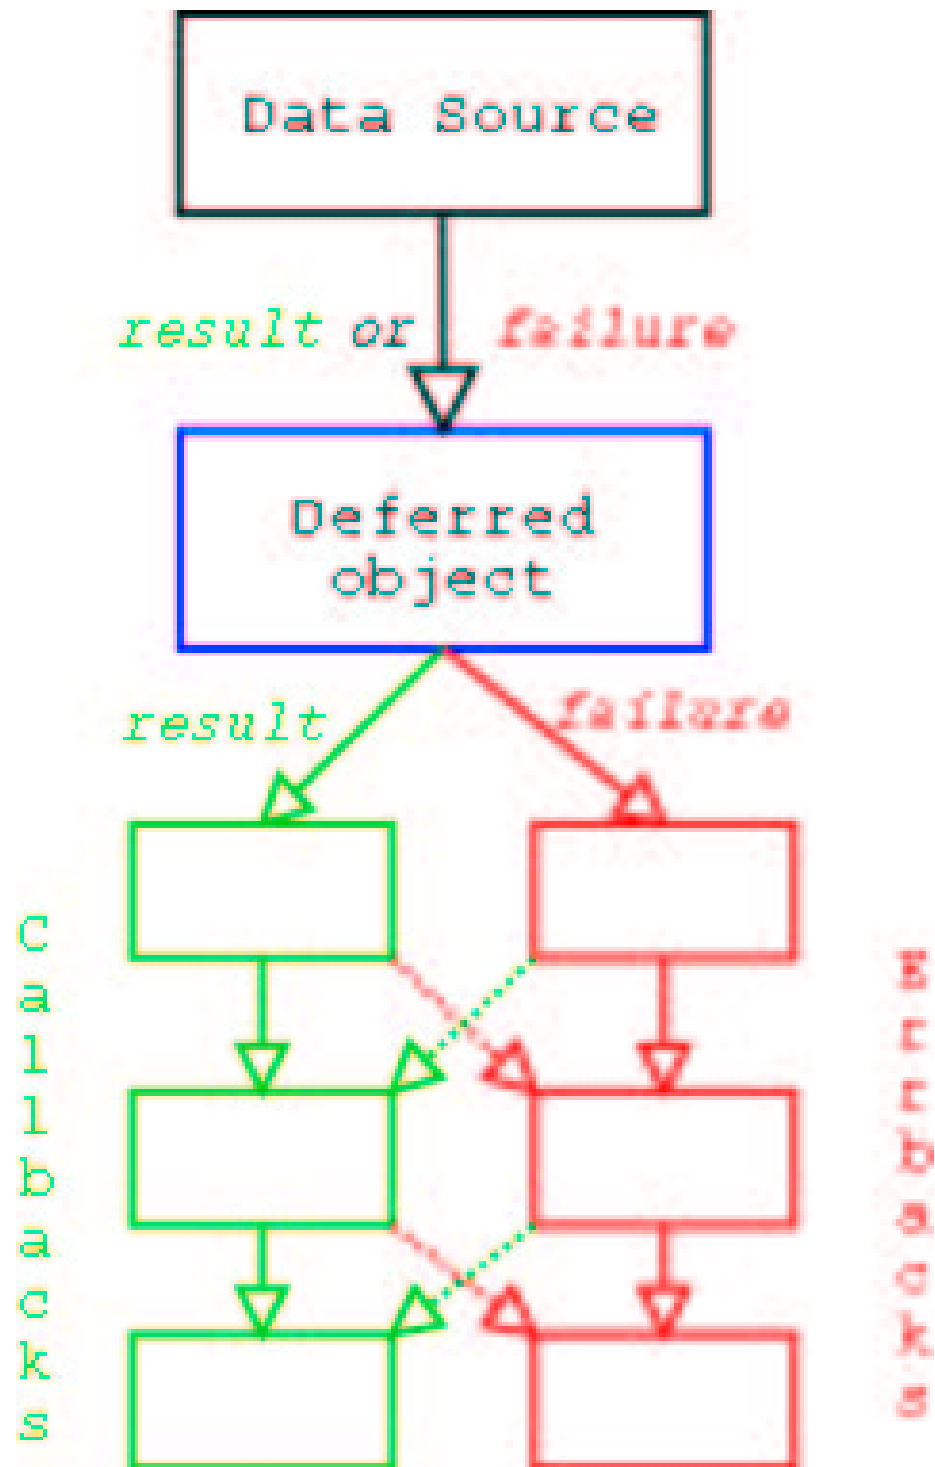 Data Source
result or failure
Deferred
object
result failure
Callbacks
Errbacks